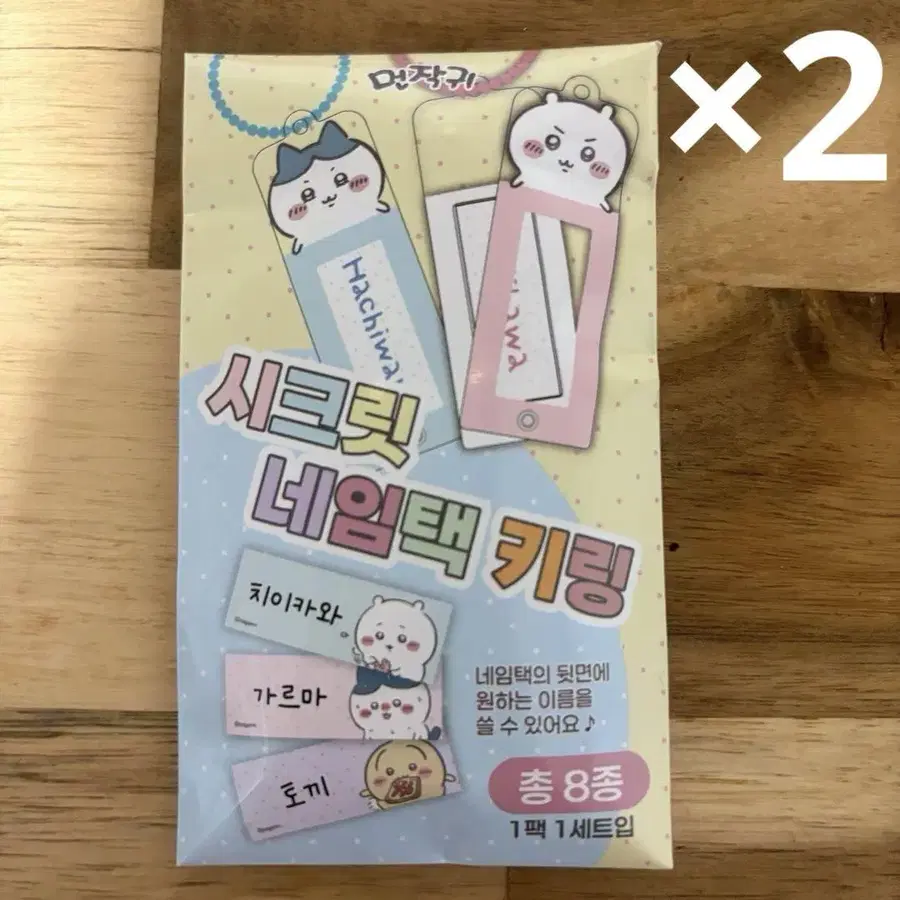 ×2
먼작귀
Hachiwa
시크릿
네임택 키링
치이카와
가르마
토끼
네임택의 뒷면에
원하는 이름을
쓸 수 있어요♪
총 8종
1팩 1세트입